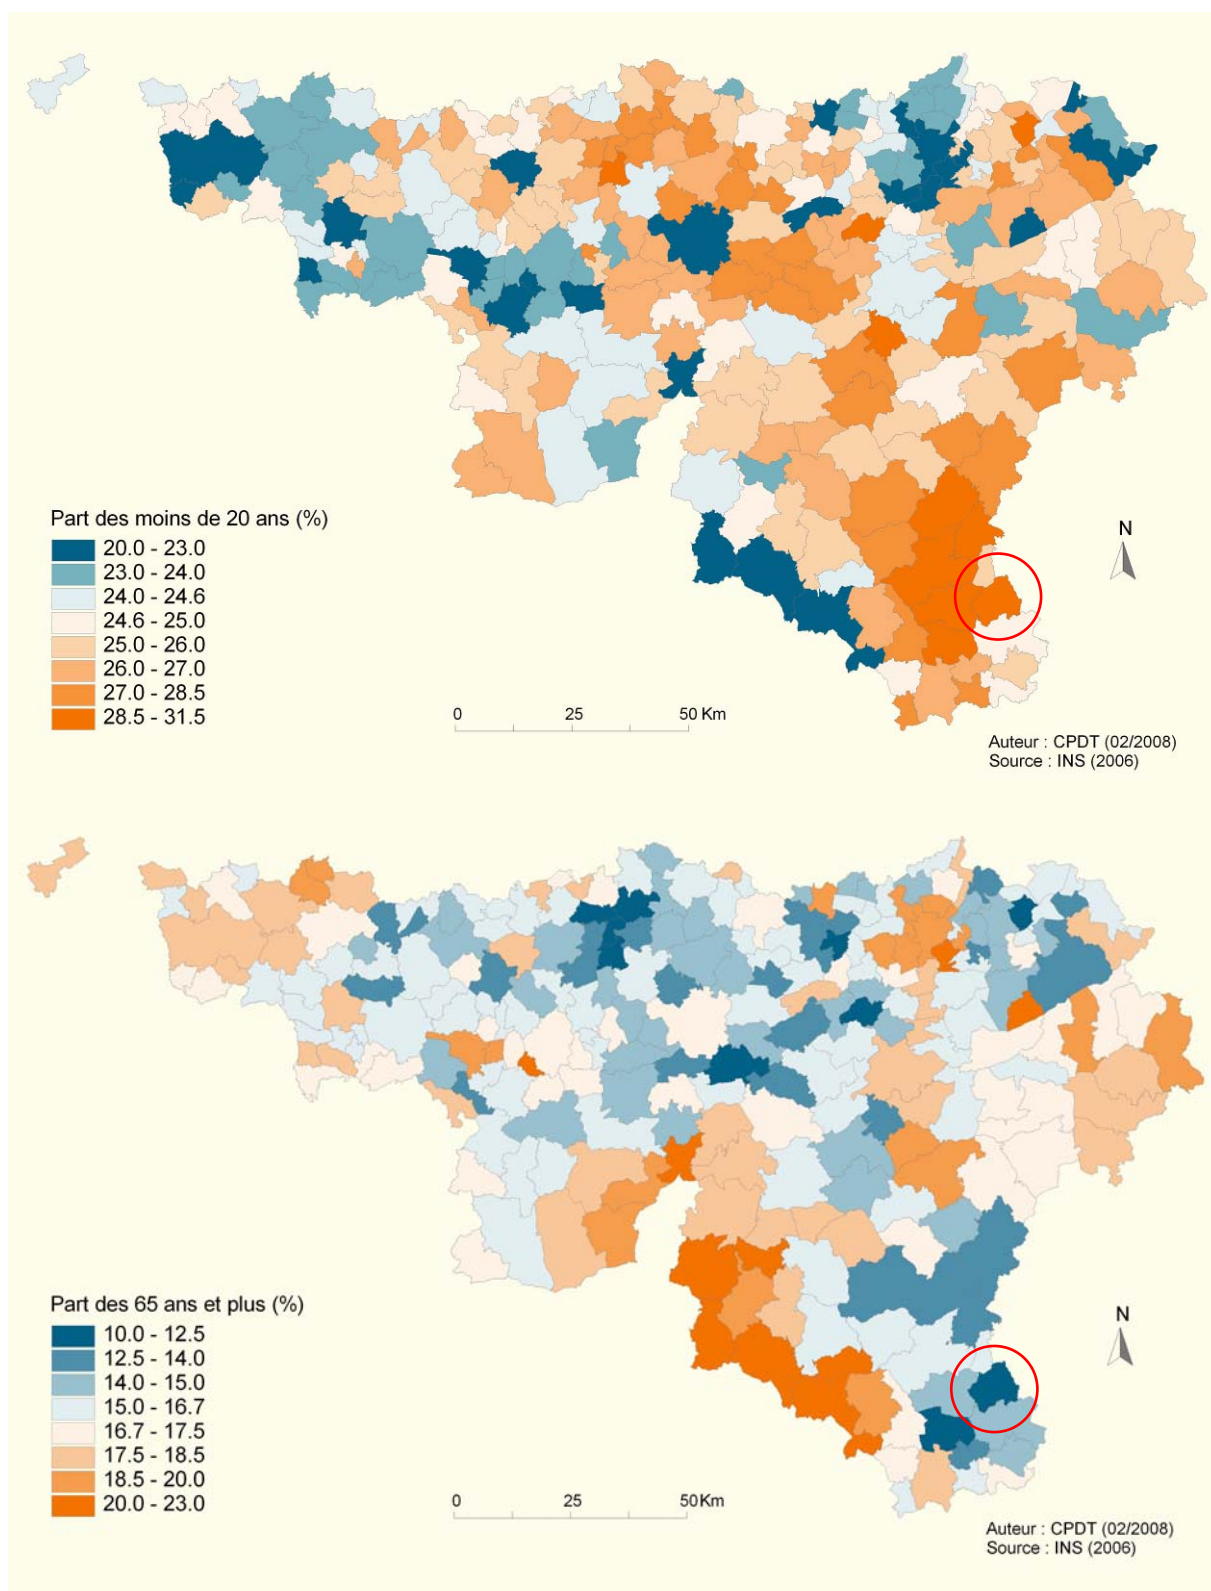 Part des moins de 20 ans (%)
20.0 - 23.0
23.0 - 24.0
24.0 - 24.6
24.6 - 25.0
25.0 - 26.0
26.0 - 27.0
27.0 - 28.5
28.5 - 31.5
N
0 25 50 Km
Auteur : CPDT (02/2008)
Source : INS (2006)
Part des 65 ans et plus (%)
10.0 - 12.5
12.5 - 14.0
14.0 - 15.0
15.0 - 16.7
16.7 - 17.5
17.5 - 18.5
18.5 - 20.0
20.0 - 23.0
N
0 25 50 Km
Auteur : CPDT (02/2008)
Source : INS (2006)